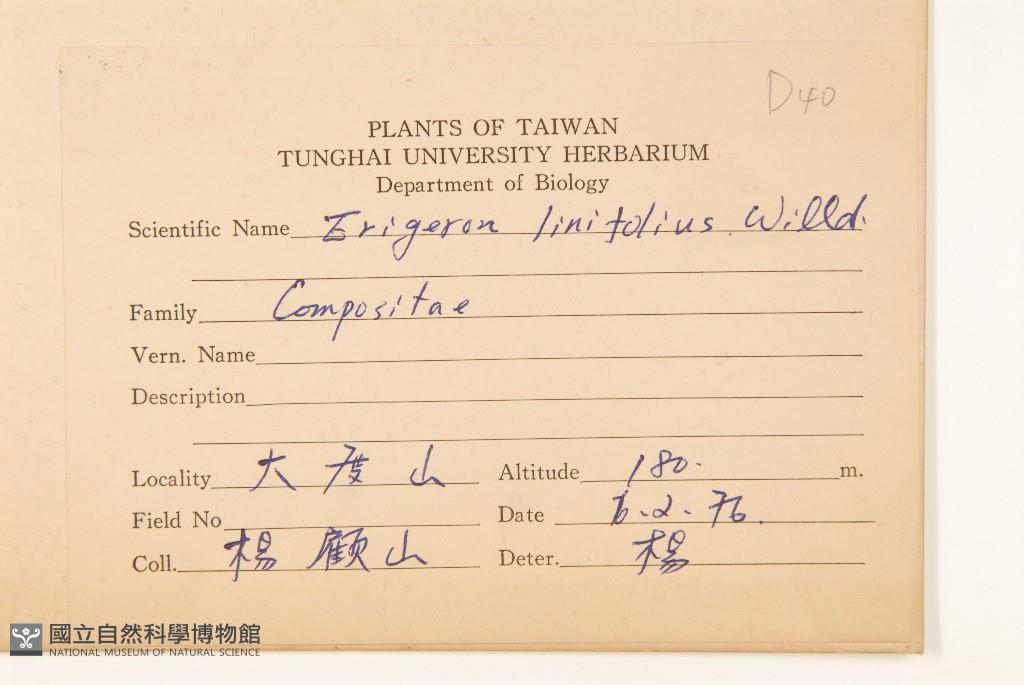 D40
PLANTS OF TAIWAN
TUNGHAI UNIVERSITY HERBARIUM
Department of Biology
Scientific Name Erigeron linifolius Willd.
Family Compositae
Vern. Name
Description
Locality 大度山 Altitude 180. m.
Field No Date 6.2.76.
Coll. 楊顧山 Deter. 楊
國立自然科學博物館
NATIONAL MUSEUM OF NATURAL SCIENCE